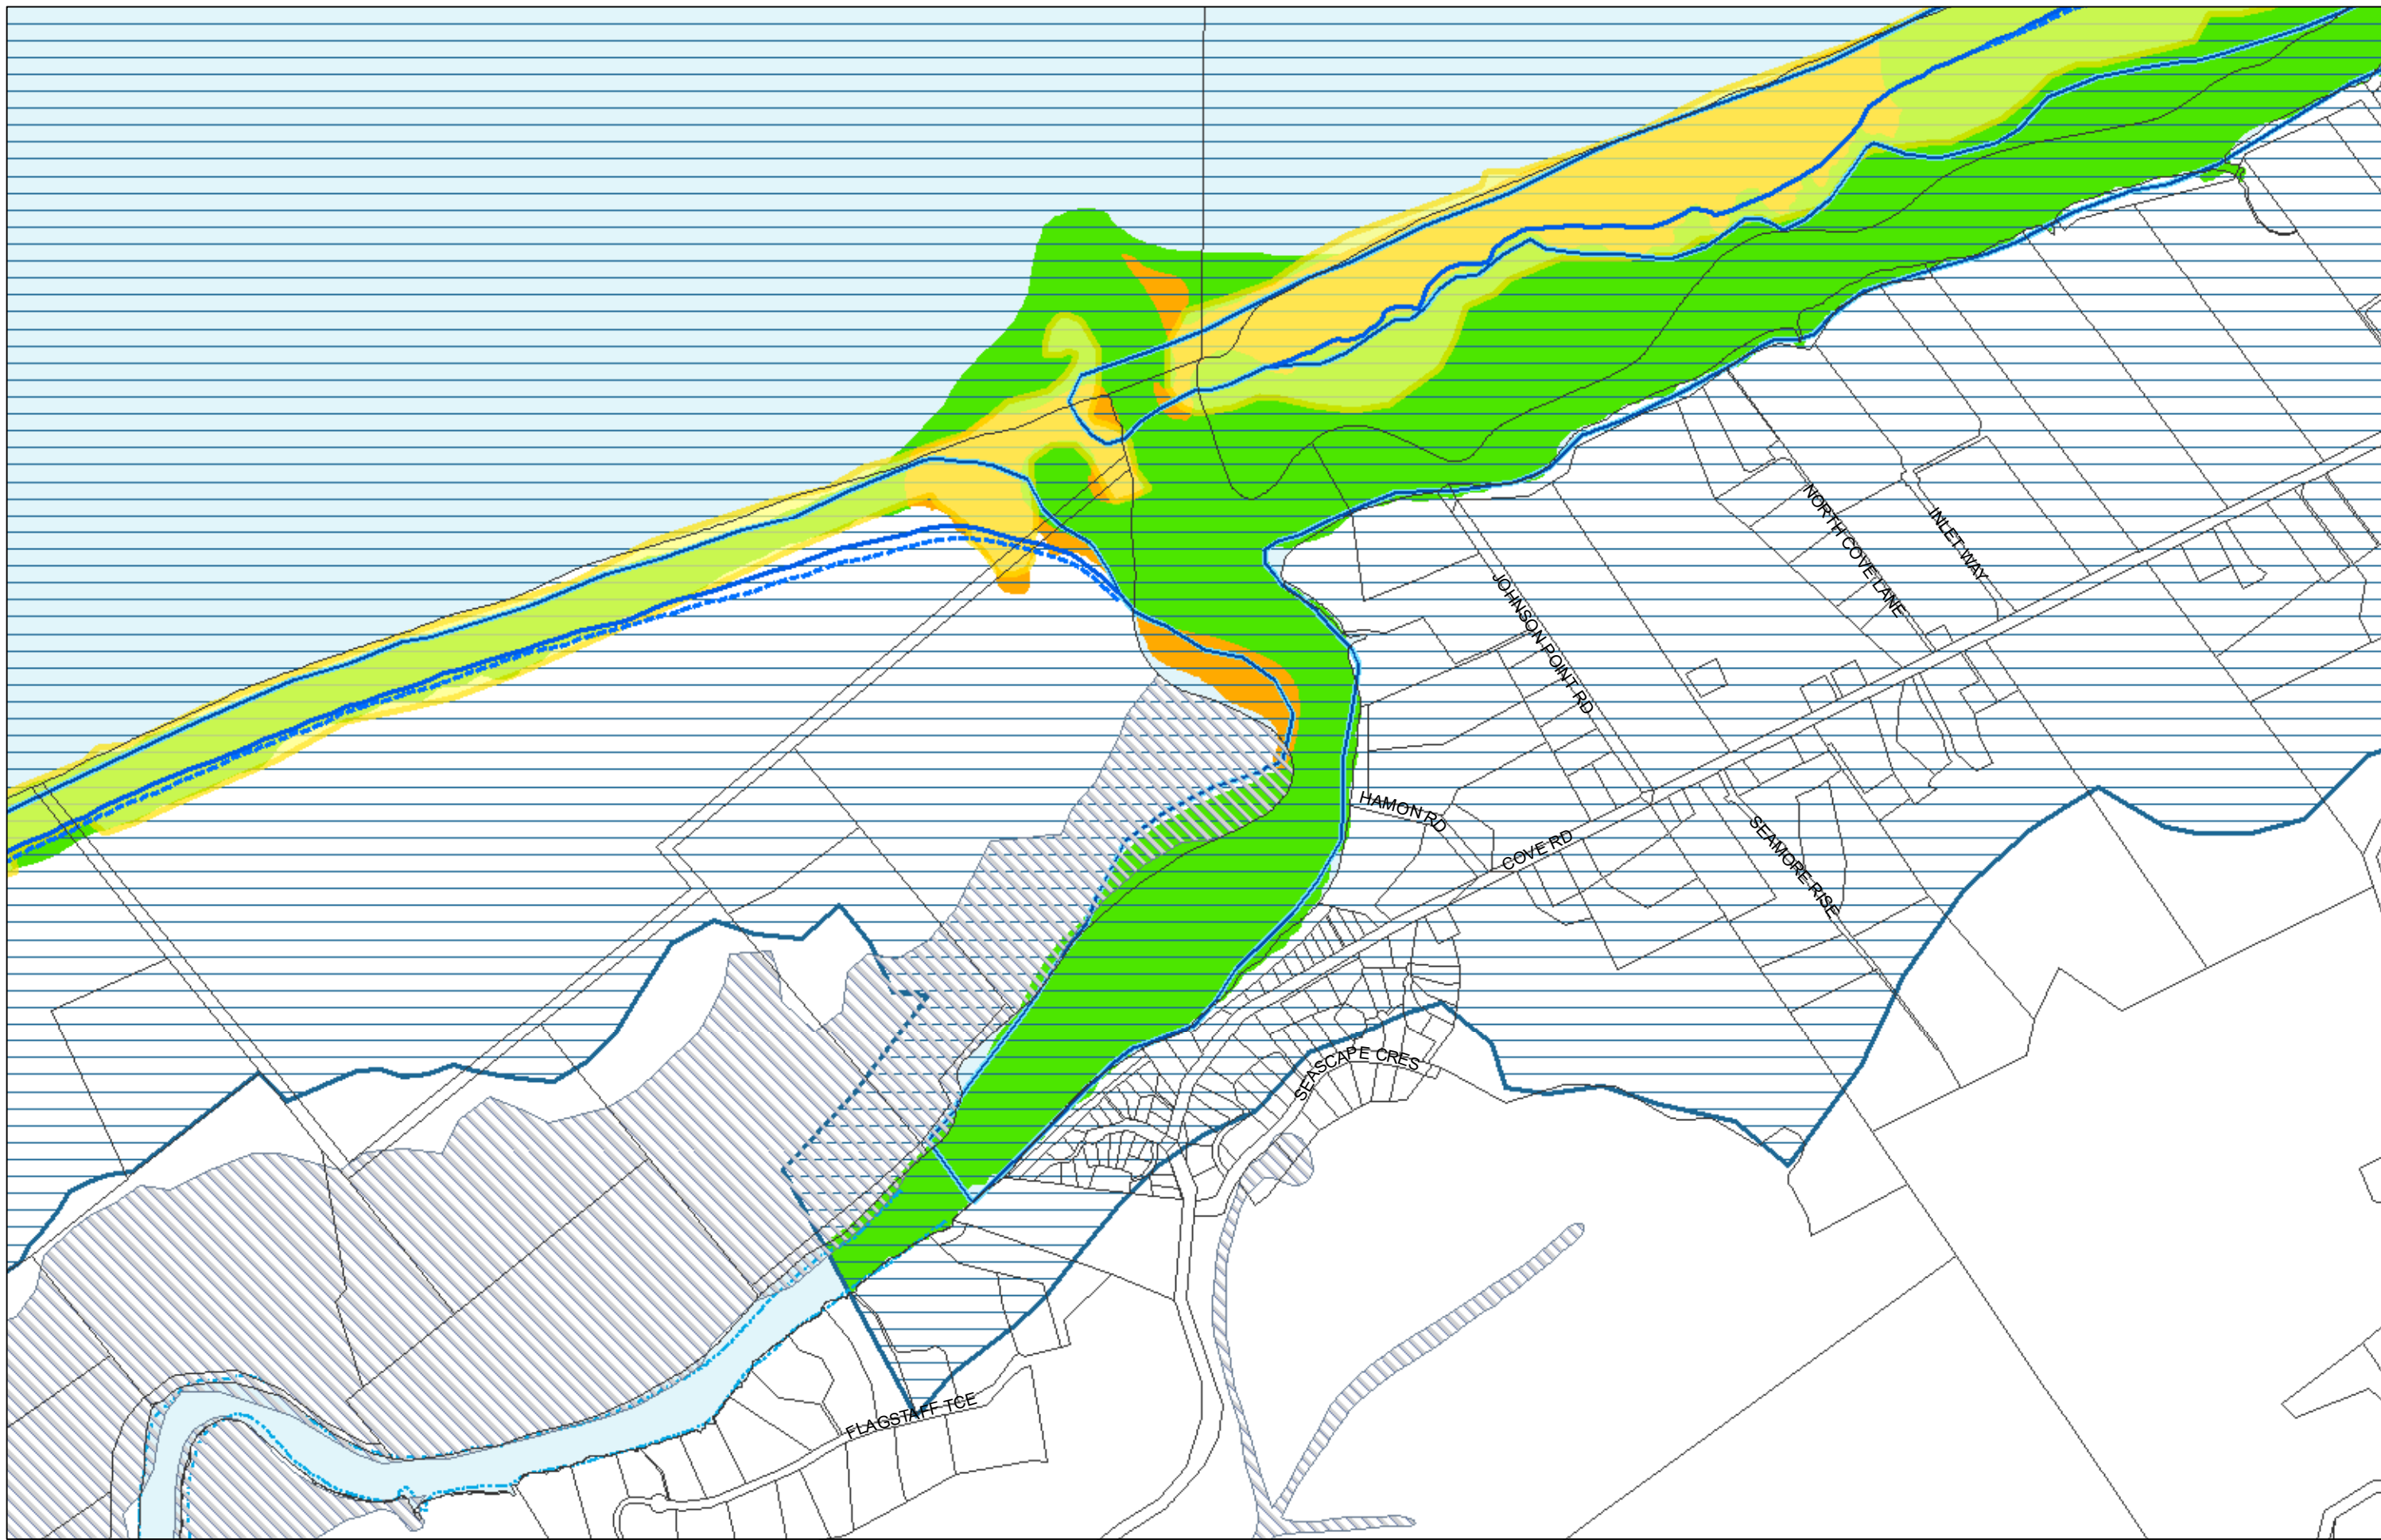 NORTH COVE LANE
INLET WAY
JOHNSON POINT RD
HAMON RD
COVE RD
SEAMORE RISE
SEASCAPE CRES
FLAGSTAFF TCE